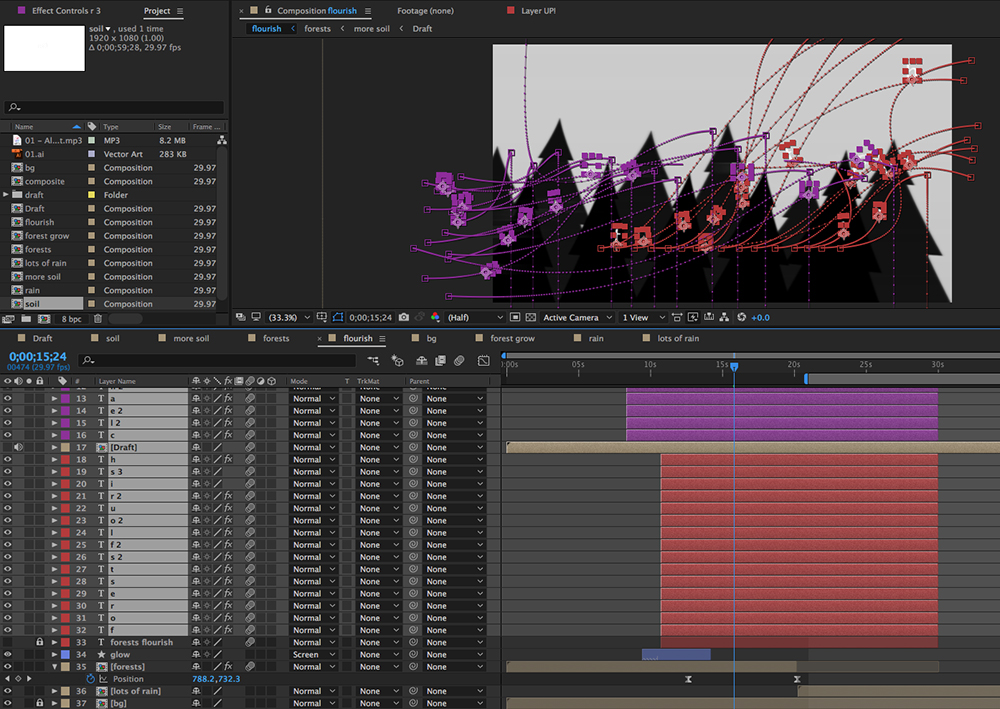 Effect Controls r 3
Project
Composition flourish
Footage (none)
Layer UPI
flourish
forests
more soil
Draft
soil , used 1 time
1920 x 1080 (1.00)
Δ 0;00;59;28, 29.97 fps
Name Type Size Frame ...
01 – Al...t.mp3 MP3 8.2 MB
01.ai Vector Art 283 KB
bg Composition 29.97
composite Composition 29.97
draft Folder
Draft Composition 29.97
flourish Composition 29.97
forest grow Composition 29.97
forests Composition 29.97
lots of rain Composition 29.97
more soil Composition 29.97
rain Composition 29.97
soil Composition 29.97
8 bpc
(33.3%) 0;00;15;24 (Half) Active Camera 1 View +0.0
Draft soil more soil forests flourish bg forest grow rain lots of rain
0;00;15;24
00474 (29.97 fps)
:00s 05s 10s 15s 20s 25s 30s
# Layer Name Mode T TrkMat Parent
13 T a Normal None None
14 T e 2 Normal None None
15 T l 2 Normal None None
16 T c Normal None None
17 [Draft] Normal None None
18 T h Normal None None
19 T s 3 Normal None None
20 T i Normal None None
21 T r 2 Normal None None
22 T u Normal None None
23 T o 2 Normal None None
24 T l Normal None None
25 T f 2 Normal None None
26 T s 2 Normal None None
27 T t Normal None None
28 T s Normal None None
29 T e Normal None None
30 T r Normal None None
31 T o Normal None None
32 T f Normal None None
33 T forests flourish Normal None None
34 glow Screen None None
35 [forests] Normal None None
Position 788.2,732.3
36 [lots of rain] Normal None None
37 [bg] Normal None None